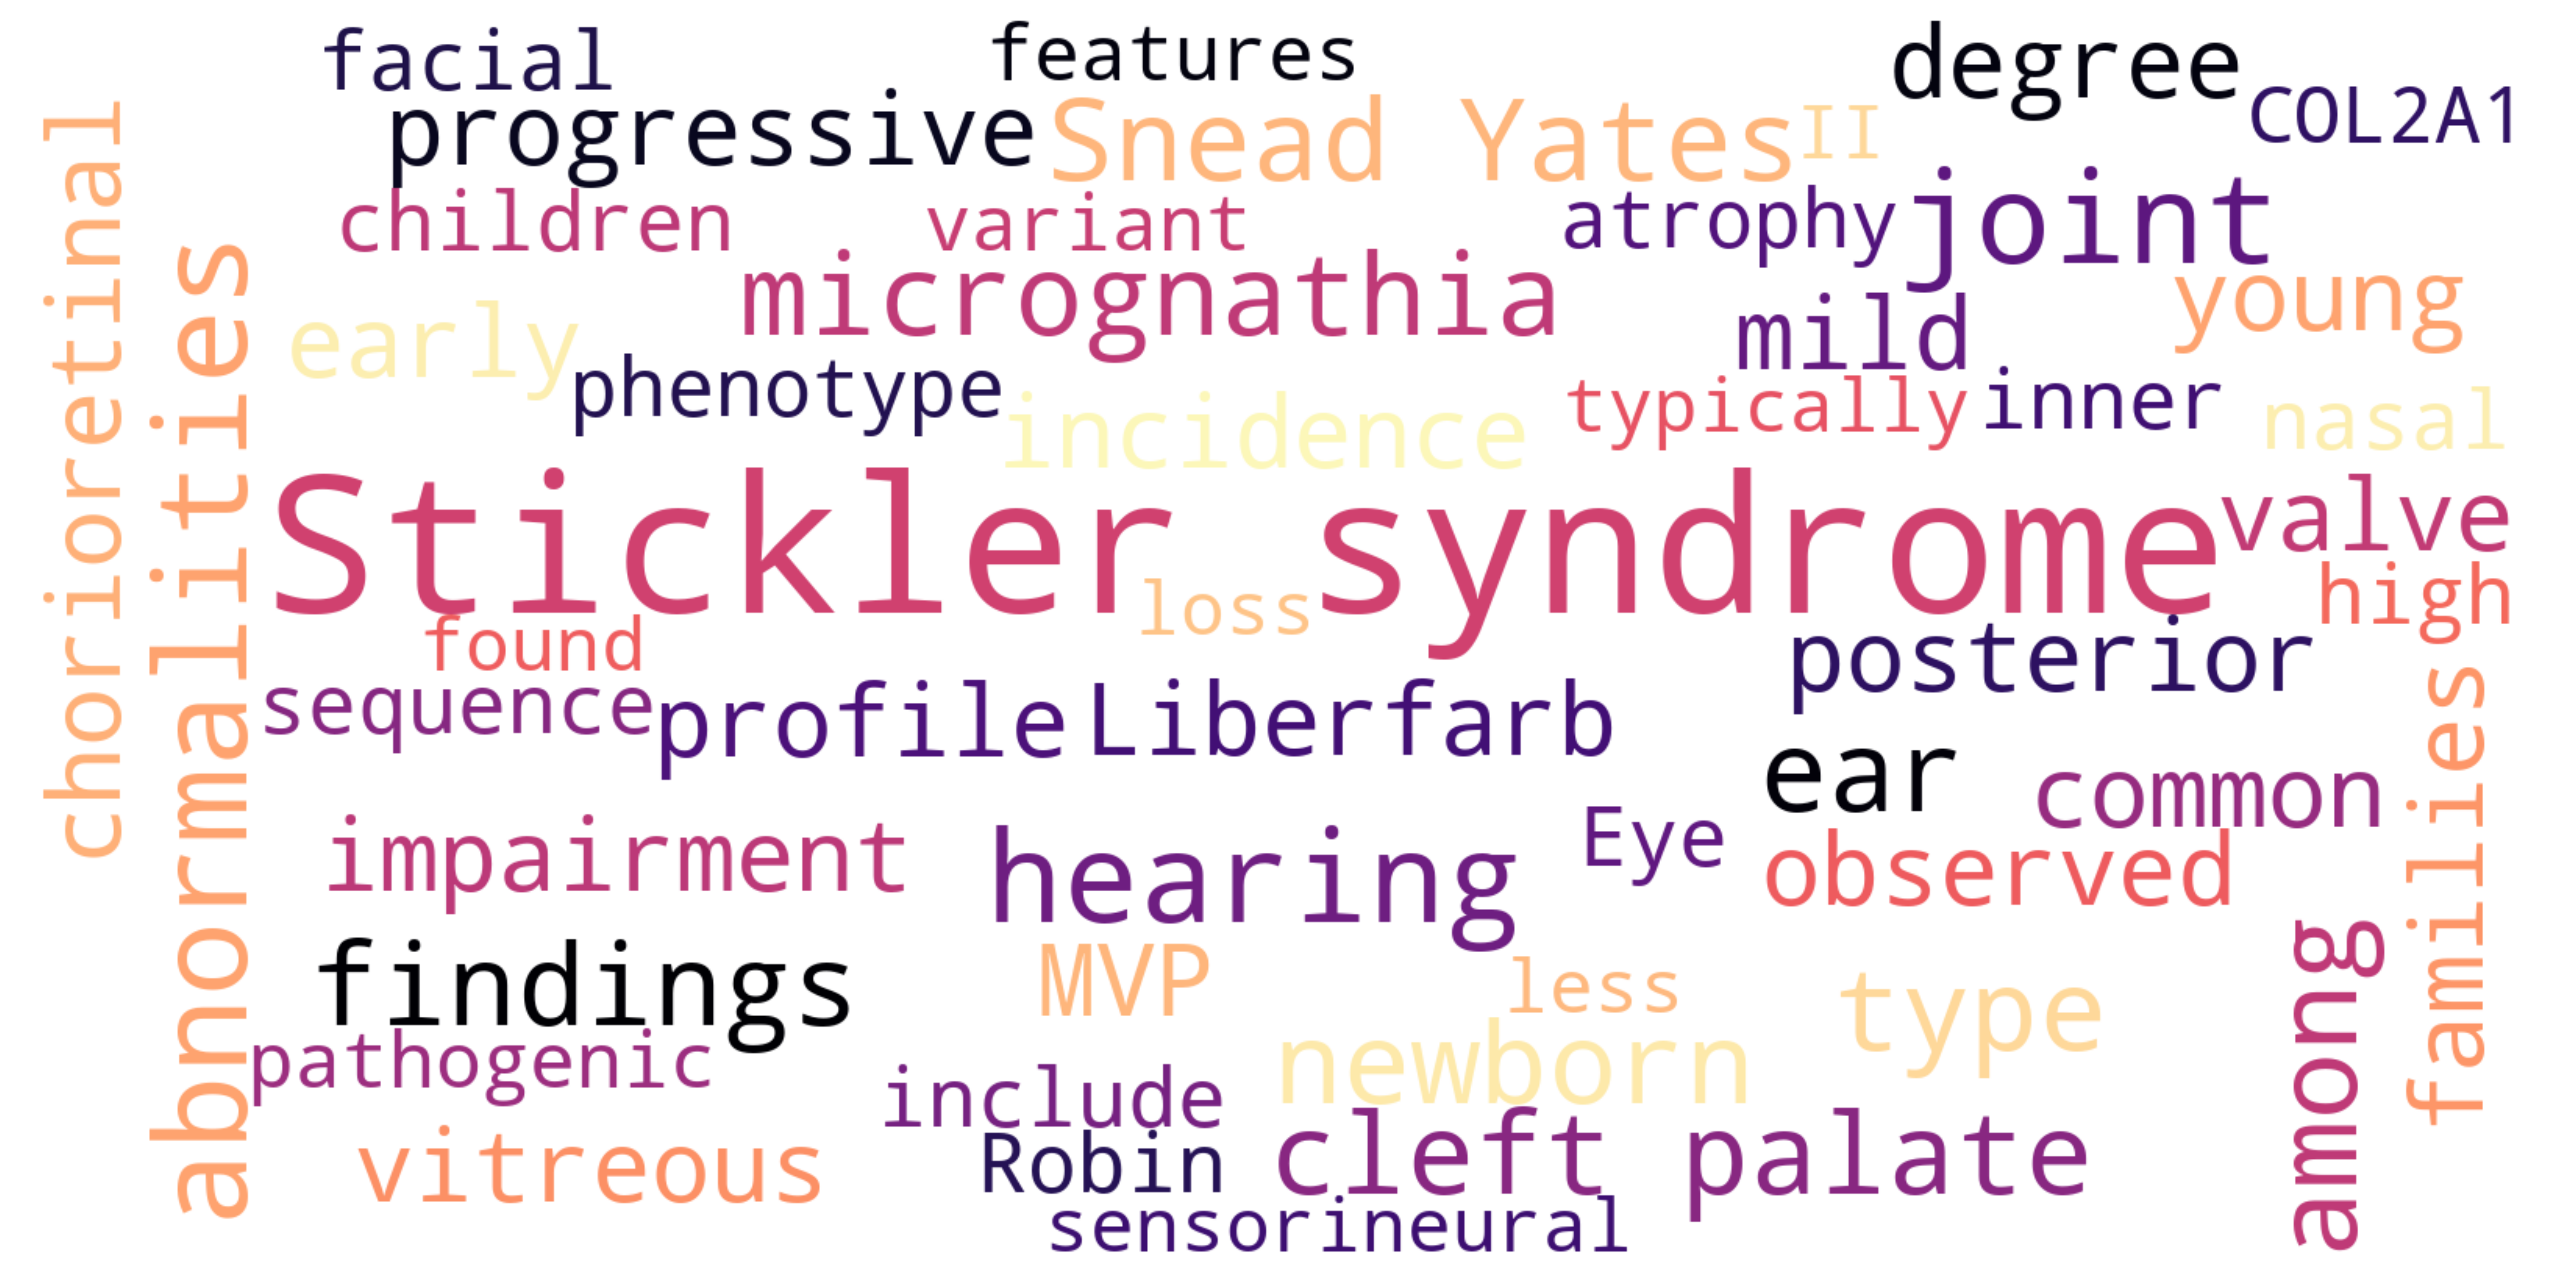 facial
features
degree
COL2A1
progressive
Snead Yates
II
children
variant
atrophy
joint
chorioretinal
abnormalities
micrognathia
young
early
mild
phenotype
incidence
typically
inner
nasal
Stickler syndrome
valve
loss
high
found
posterior
sequence
profile
Liberfarb
families
ear
common
impairment
hearing
Eye
observed
findings
MVP
less
type
among
pathogenic
include
newborn
vitreous
Robin
cleft palate
sensorineural